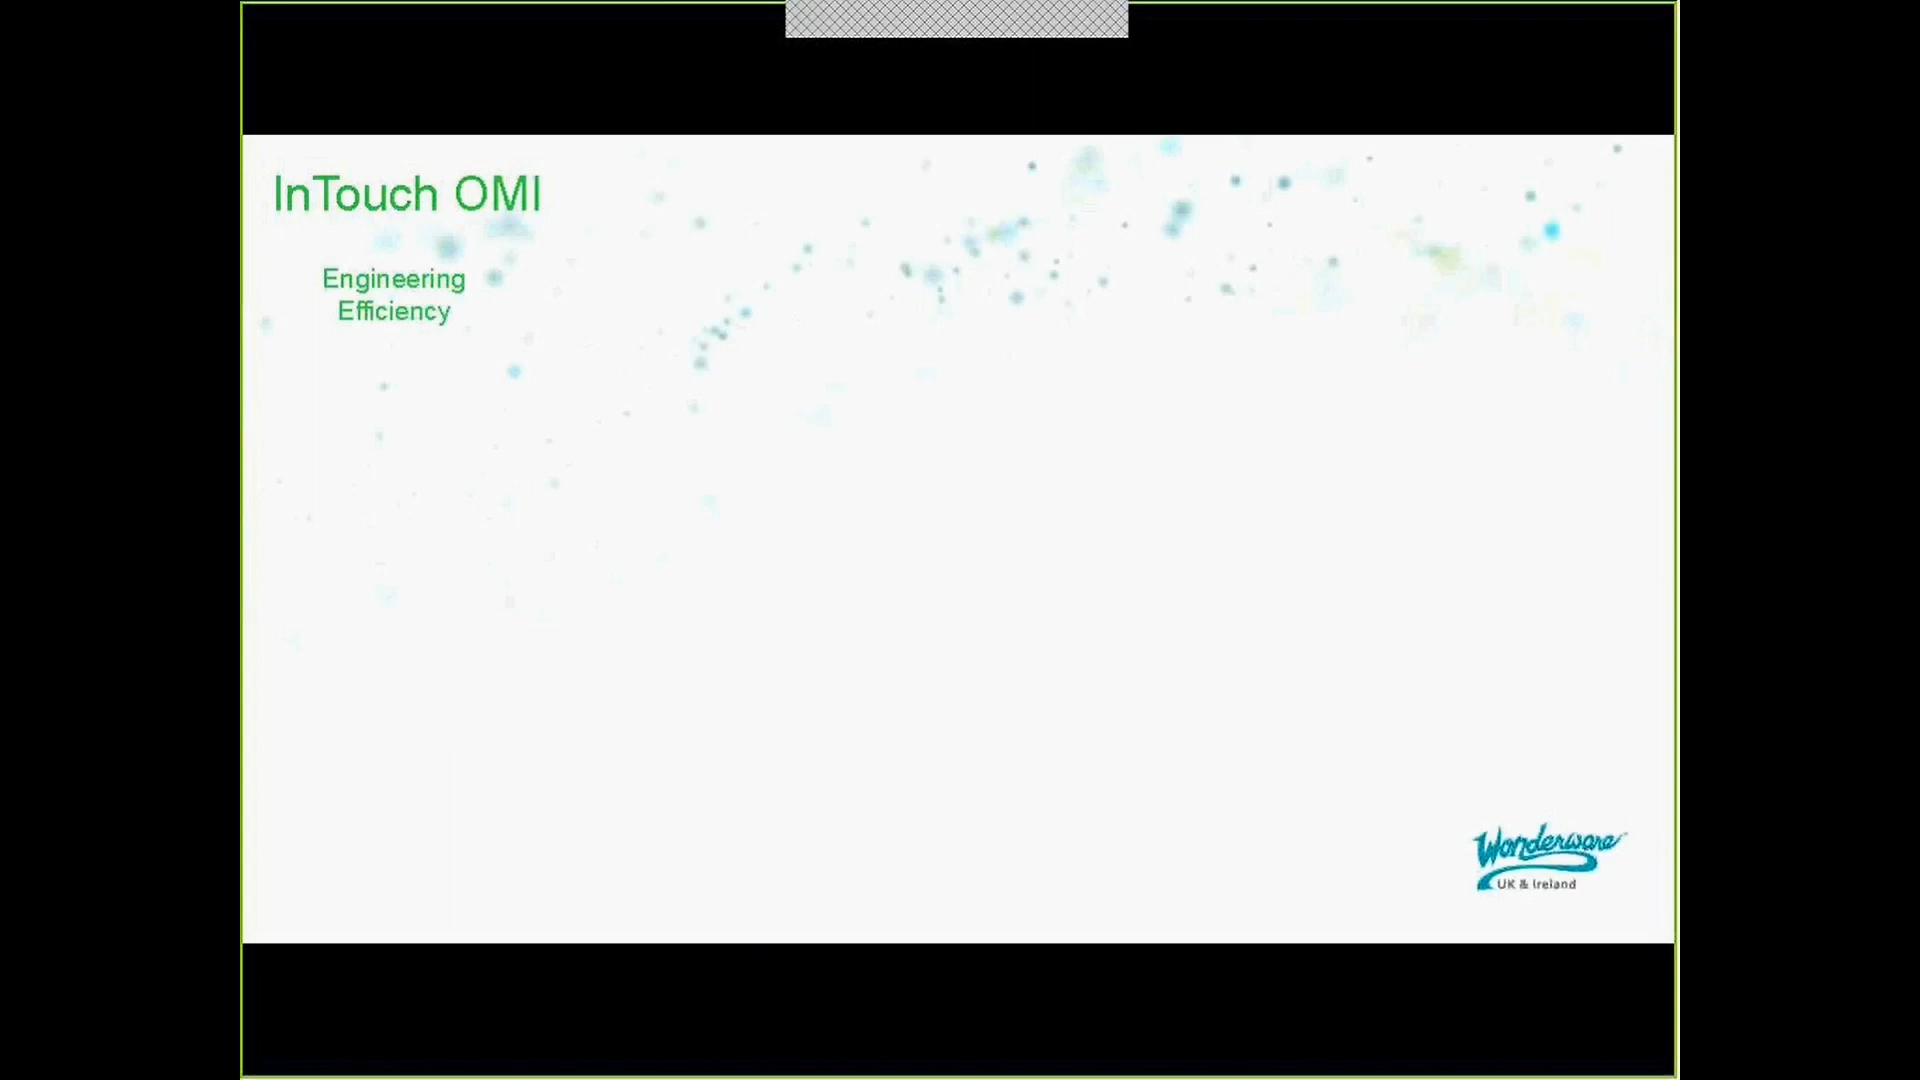 InTouch OMI
Engineering
Efficiency
Wonderware
UK & Ireland